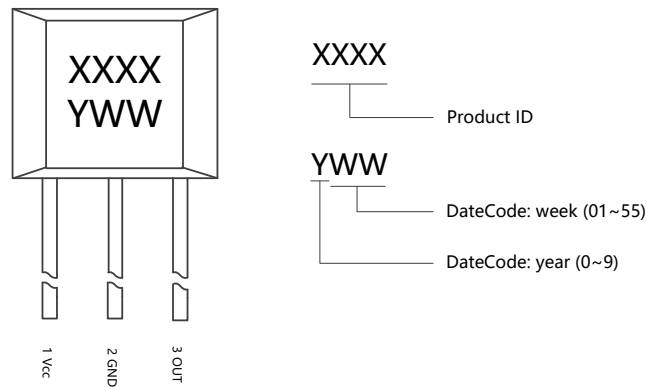 XXXX
YWW
1 Vcc
2 GND
3 OUT
XXXX
Product ID
YWW
DateCode: week (01~55)
DateCode: year (0~9)